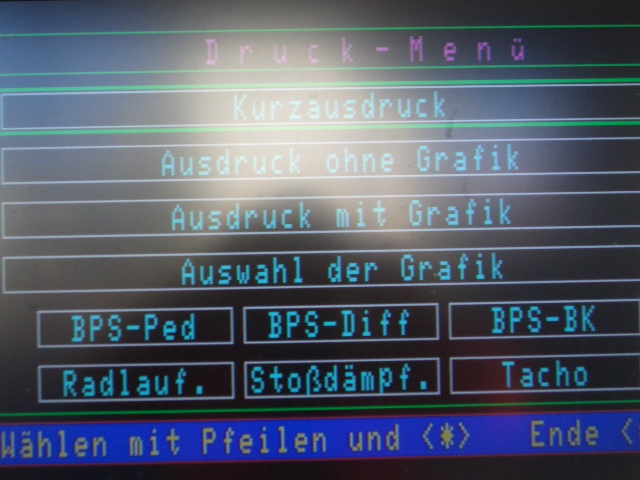 Druck-Menü
Kurzausdruck
Ausdruck ohne Grafik
Ausdruck mit Grafik
Auswahl der Grafik
BPS-Ped BPS-Diff BPS-BK
Radlauf. Stoßdämpf. Tacho
Wählen mit Pfeilen und <*> Ende <